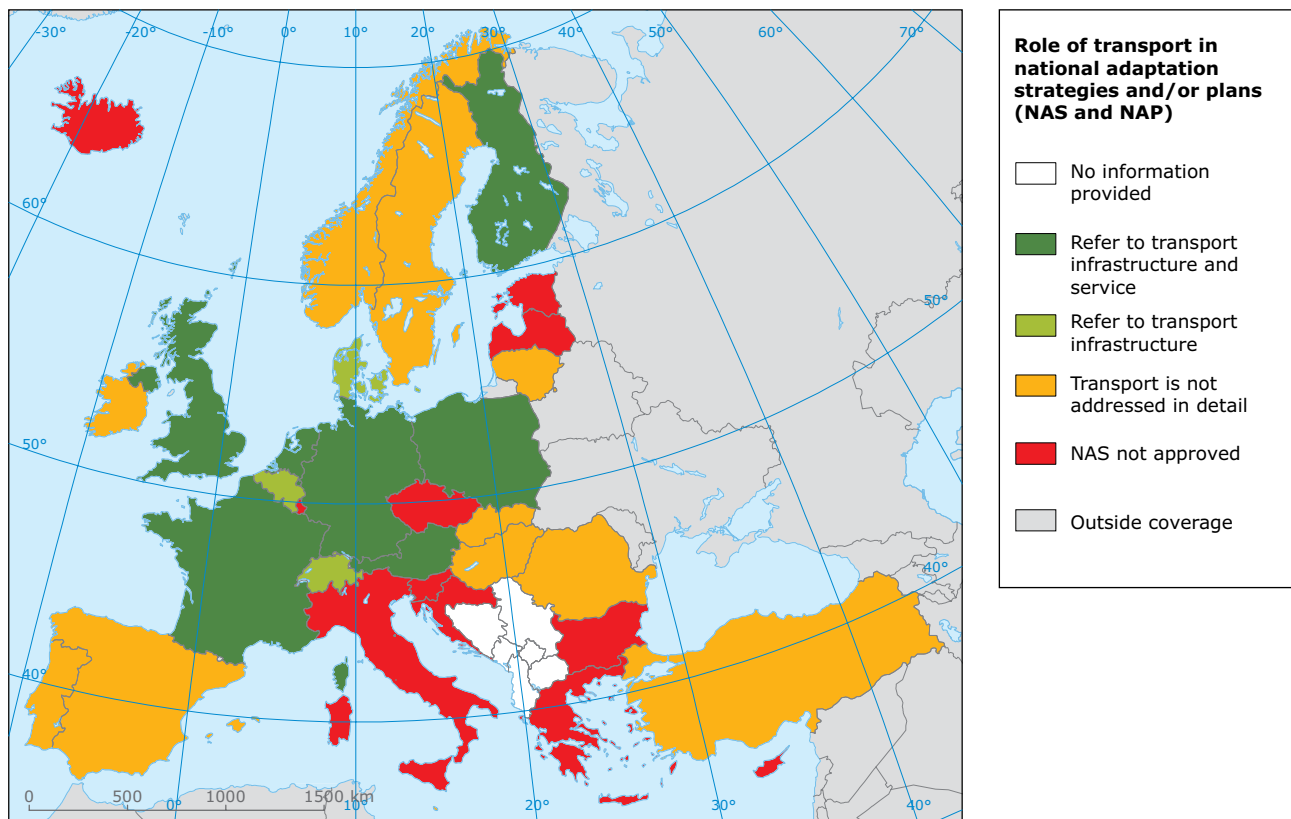 -30°
-20°
-10°
0°
10°
20°
30°
40°
50°
60°
70°
60°
50°
50°
40°
40°
0
500
0°
1000
1500 km
10°
20°
30°
40°
Role of transport in
national adaptation
strategies and/or plans
(NAS and NAP)
No information
provided
Refer to transport
infrastructure and
service
Refer to transport
infrastructure
Transport is not
addressed in detail
NAS not approved
Outside coverage